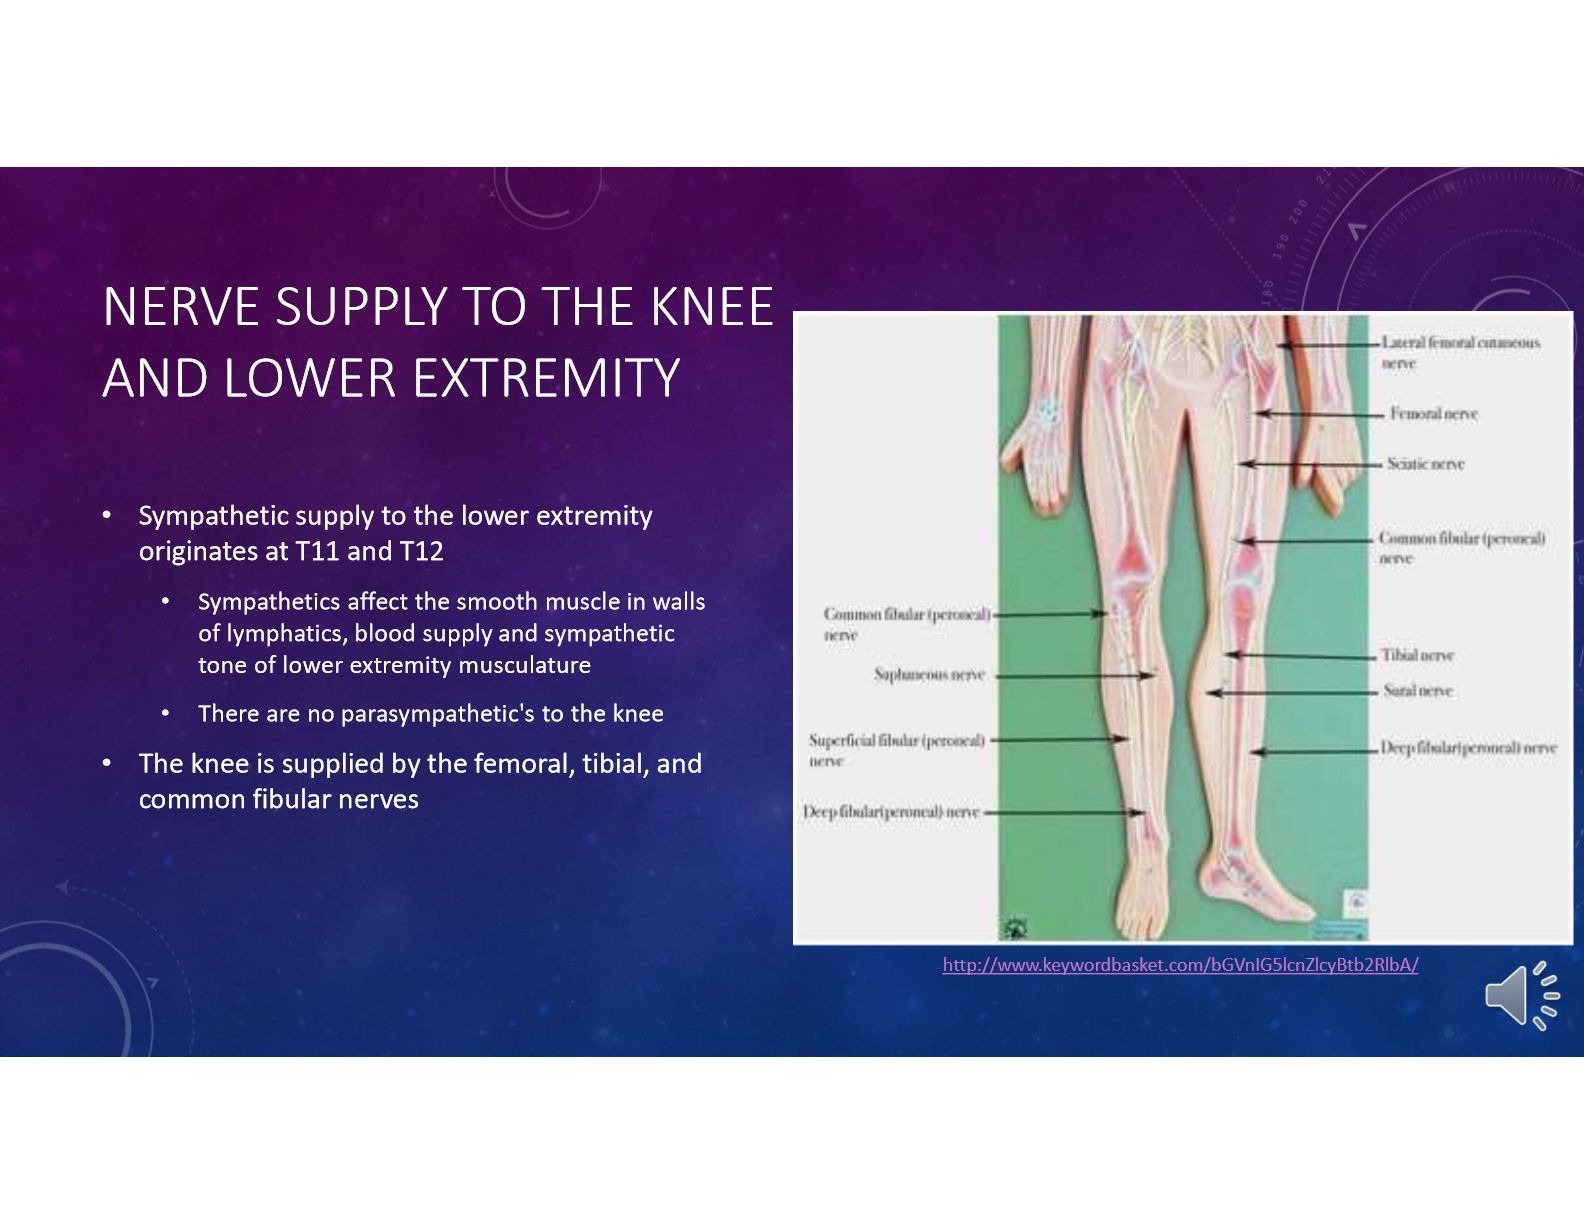 NERVE SUPPLY TO THE KNEE
AND LOWER EXTREMITY
• Sympathetic supply to the lower extremity
originates at T11 and T12
• Sympathetics affect the smooth muscle in walls
of lymphatics, blood supply and sympathetic
tone of lower extremity musculature
• There are no parasympathetic's to the knee
• The knee is supplied by the femoral, tibial, and
common fibular nerves
Lateral femoral cutaneous
nerve
Femoral nerve
Sciatic nerve
Common fibular (peroneal)
nerve
Tibial nerve
Sural nerve
Deep fibular(peroneal) nerve
Common fibular (peroneal)
nerve
Saphaneous nerve
Superficial fibular (peroneal)
nerve
Deep fibular(peroneal) nerve
http://www.keywordbasket.com/bGVnIG5lcnZlcyBtb2RlbA/
180 190 200